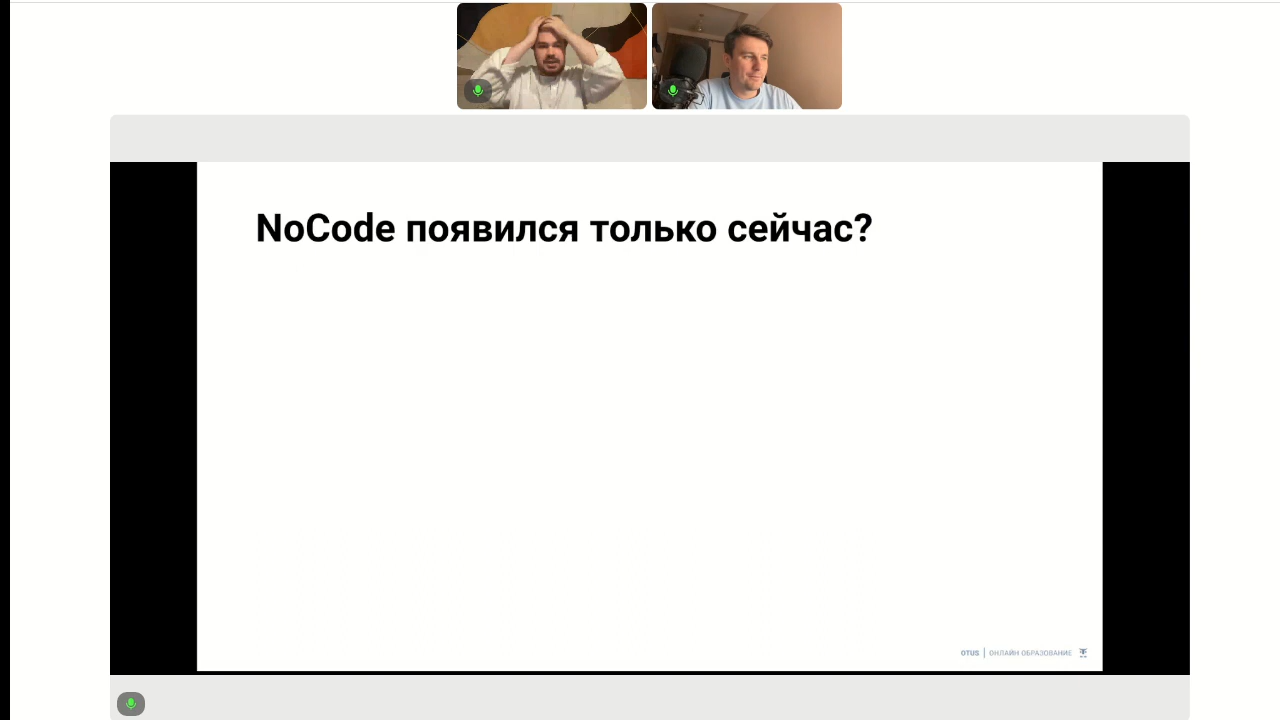 NoCode появился только сейчас?
OTUS | ОНЛАЙН ОБРАЗОВАНИЕ